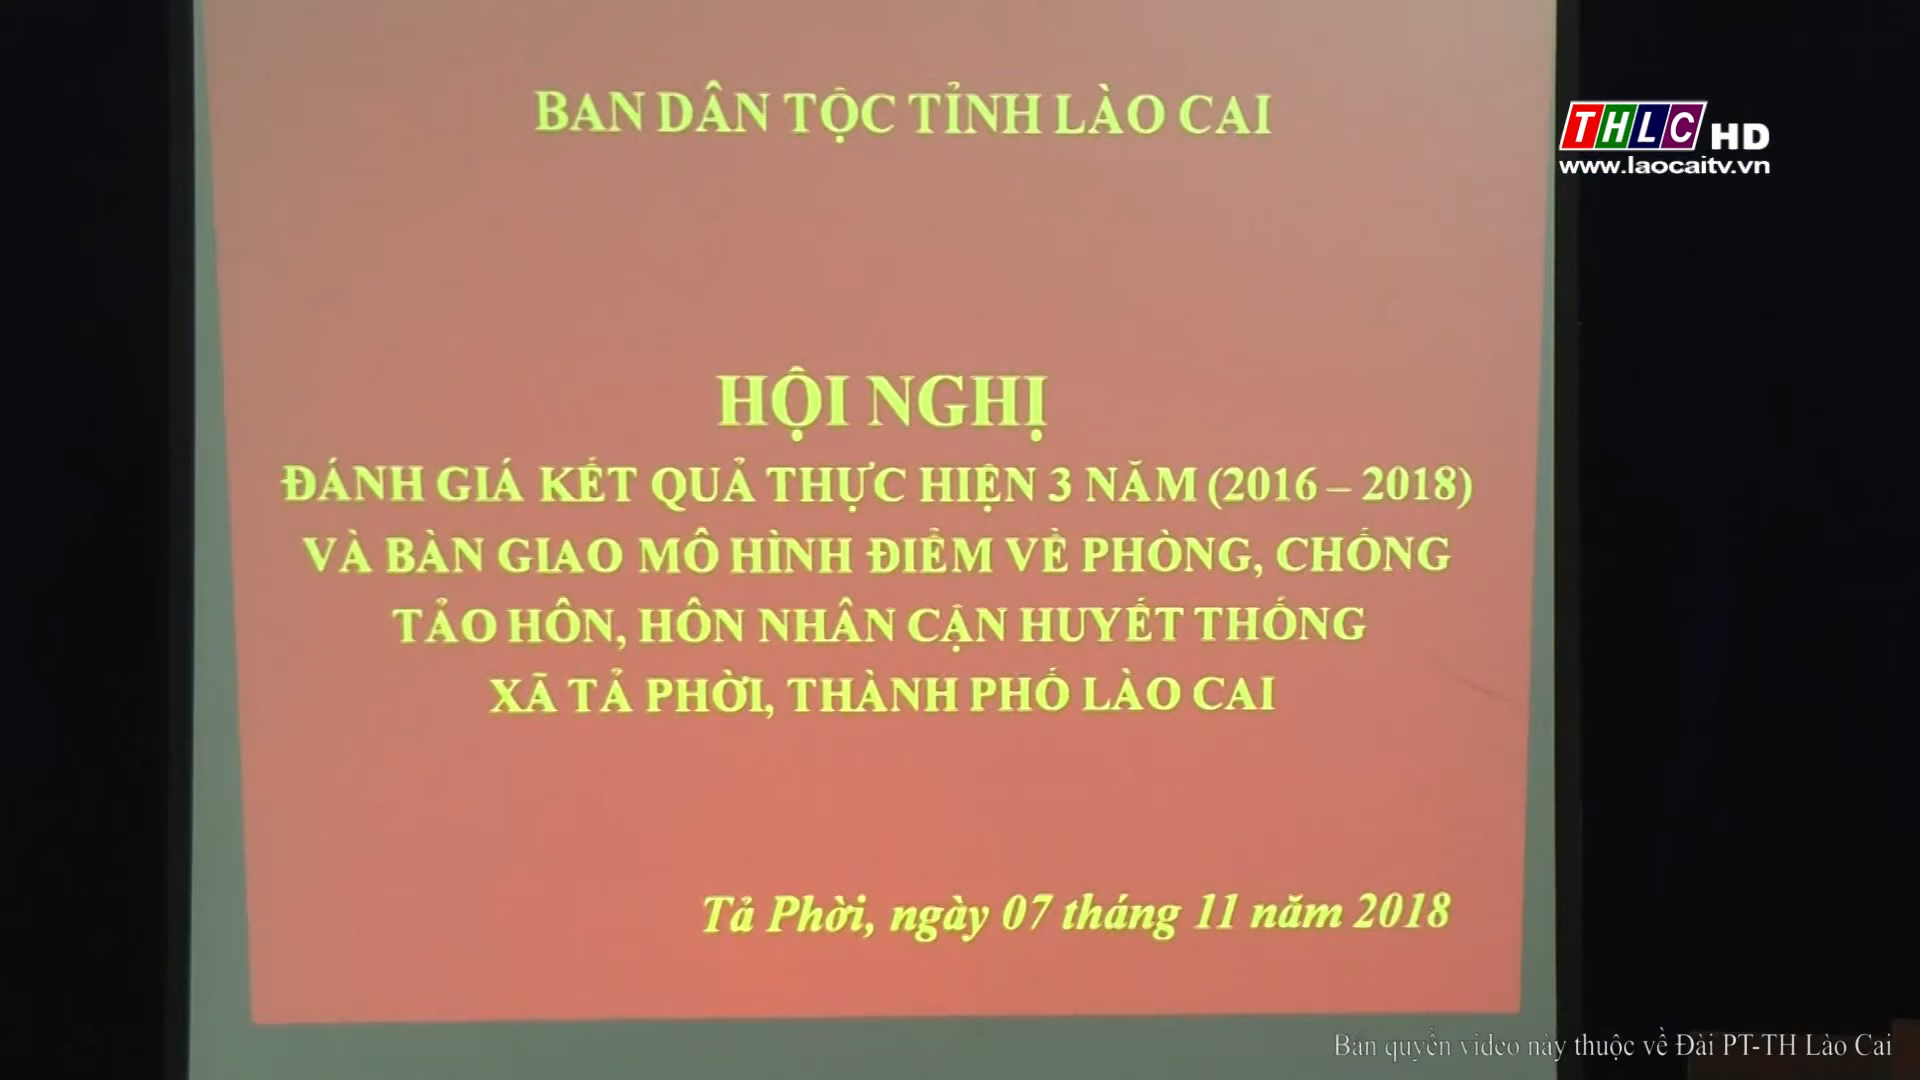 BAN DÂN TỘC TỈNH LÀO CAI
THLC HD
www.laocaitv.vn
HỘI NGHỊ
ĐÁNH GIÁ KẾT QUẢ THỰC HIỆN 3 NĂM (2016 – 2018)
VÀ BÀN GIAO MÔ HÌNH ĐIỂM VỀ PHÒNG, CHỐNG
TẢO HÔN, HÔN NHÂN CẬN HUYẾT THỐNG
XÃ TẢ PHỜI, THÀNH PHỐ LÀO CAI
Tả Phời, ngày 07 tháng 11 năm 2018
Bản quyền video này thuộc về Đài PT-TH Lào Cai